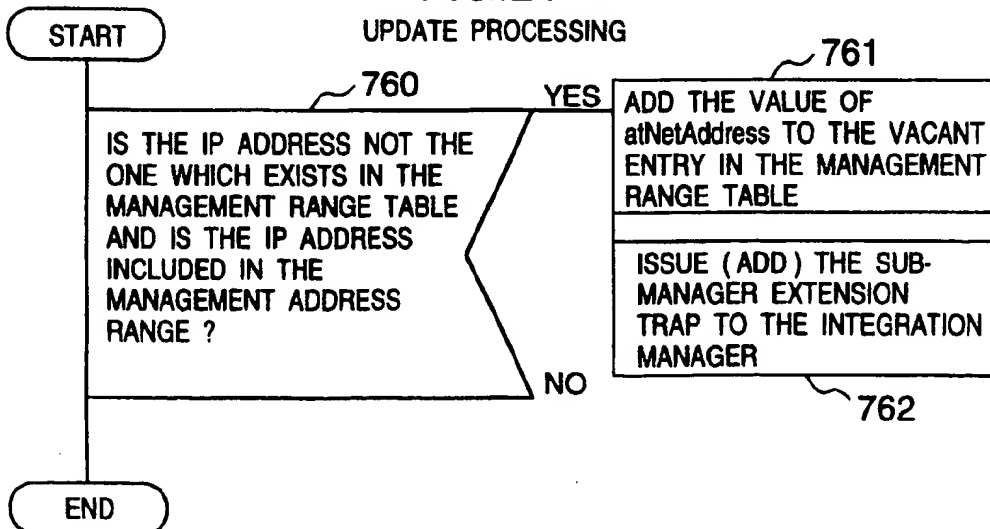 START
UPDATE PROCESSING
760
YES
761
IS THE IP ADDRESS NOT THE
ONE WHICH EXISTS IN THE
MANAGEMENT RANGE TABLE
AND IS THE IP ADDRESS
INCLUDED IN THE
MANAGEMENT ADDRESS
RANGE ?
ADD THE VALUE OF
atNetAddress TO THE VACANT
ENTRY IN THE MANAGEMENT
RANGE TABLE
ISSUE ( ADD ) THE SUB-
MANAGER EXTENSION
TRAP TO THE INTEGRATION
MANAGER
NO
762
END